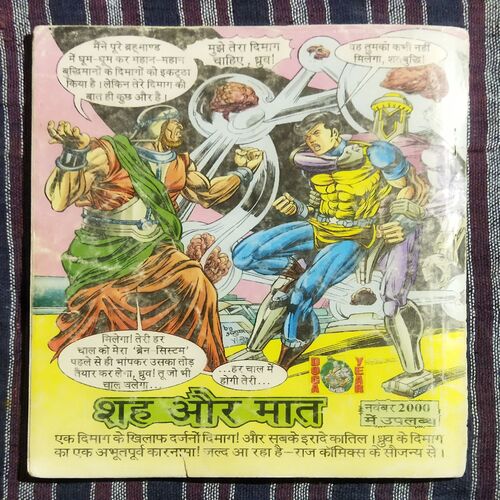 मैंने पूरे ब्रह्माण्ड
में घूम-घूम कर महान-महान
बुद्धिमानों के दिमागों को इकट्ठा
किया है। लेकिन तेरे दिमाग की
बात ही कुछ और है।
मुझे तेरा दिमाग
चाहिए, ध्रुव!
वह तुमको कभी नहीं
मिलेगा, शतबुद्धि!
मिलेगा! तेरी हर
चाल को मेरा 'ब्रेन सिस्टम'
पहले से ही भांपकर उसका तोड़
तैयार कर लेगा, ध्रुव! तू जो भी
चाल चलेगा...
...हर चाल में
होगी तेरी...
DOGA YEAR
शह और मात
नवंबर 2000
में उपलब्ध
एक दिमाग के खिलाफ दर्जनों दिमाग! और सबके इरादे कातिल। ध्रुव के दिमाग
का एक अभूतपूर्व कारनामा! जल्द आ रहा है - राज कॉमिक्स के सौजन्य से।